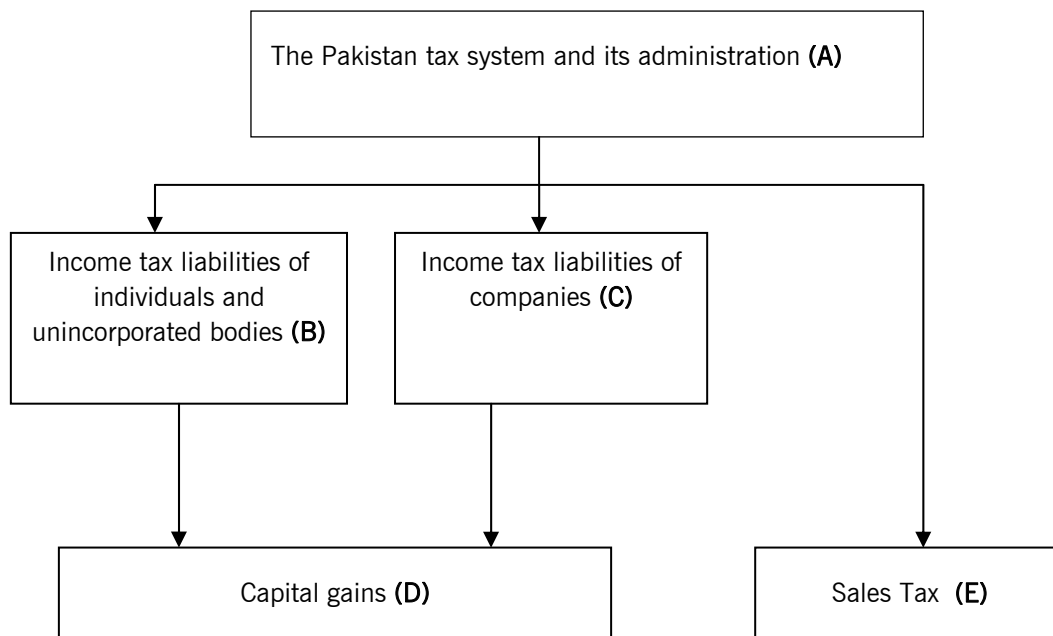 The Pakistan tax system and its administration (A)
Income tax liabilities of
individuals and
unincorporated bodies (B)
Income tax liabilities of
companies (C)
Capital gains (D)
Sales Tax (E)